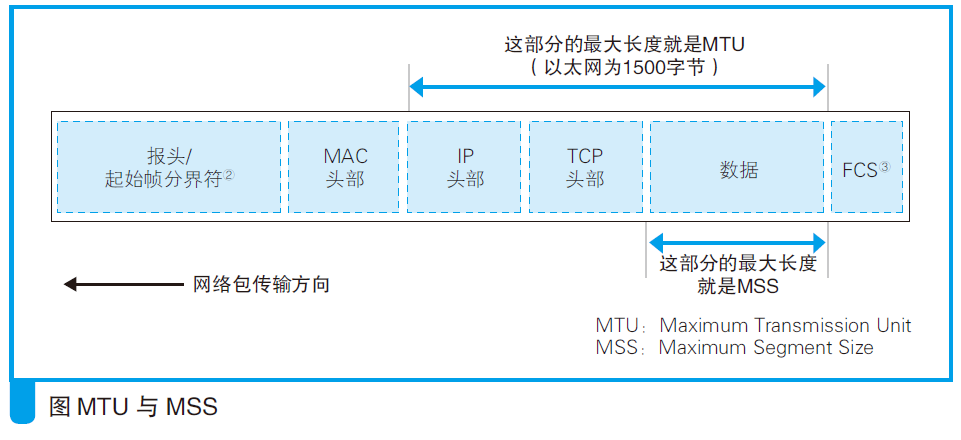 这部分的最大长度就是MTU
（以太网为1500字节）
报头/
起始帧分界符②
MAC
头部
IP
头部
TCP
头部
数据
FCS③
这部分的最大长度
就是MSS
网络包传输方向
MTU：Maximum Transmission Unit
MSS：Maximum Segment Size
图 MTU 与 MSS